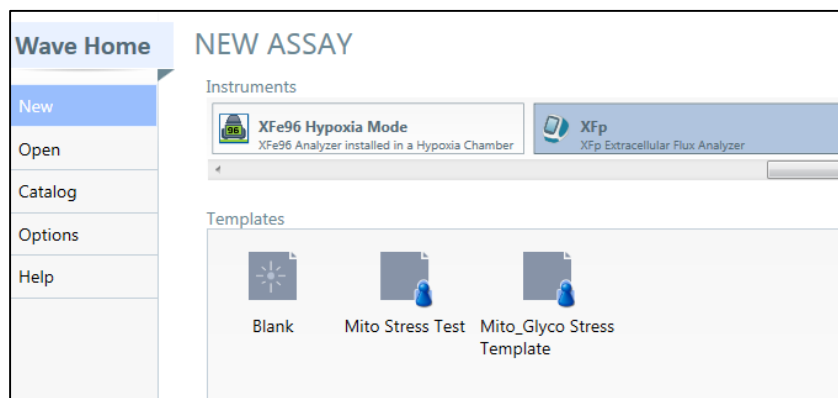 Wave Home
NEW ASSAY
Instruments
New
96
XFe96 Hypoxia Mode
XFe96 Analyzer installed in a Hypoxia Chamber
XFp
XFp Extracellular Flux Analyzer
Open
Catalog
Options
Help
Templates
Blank
Mito Stress Test
Mito_Glyco Stress
Template